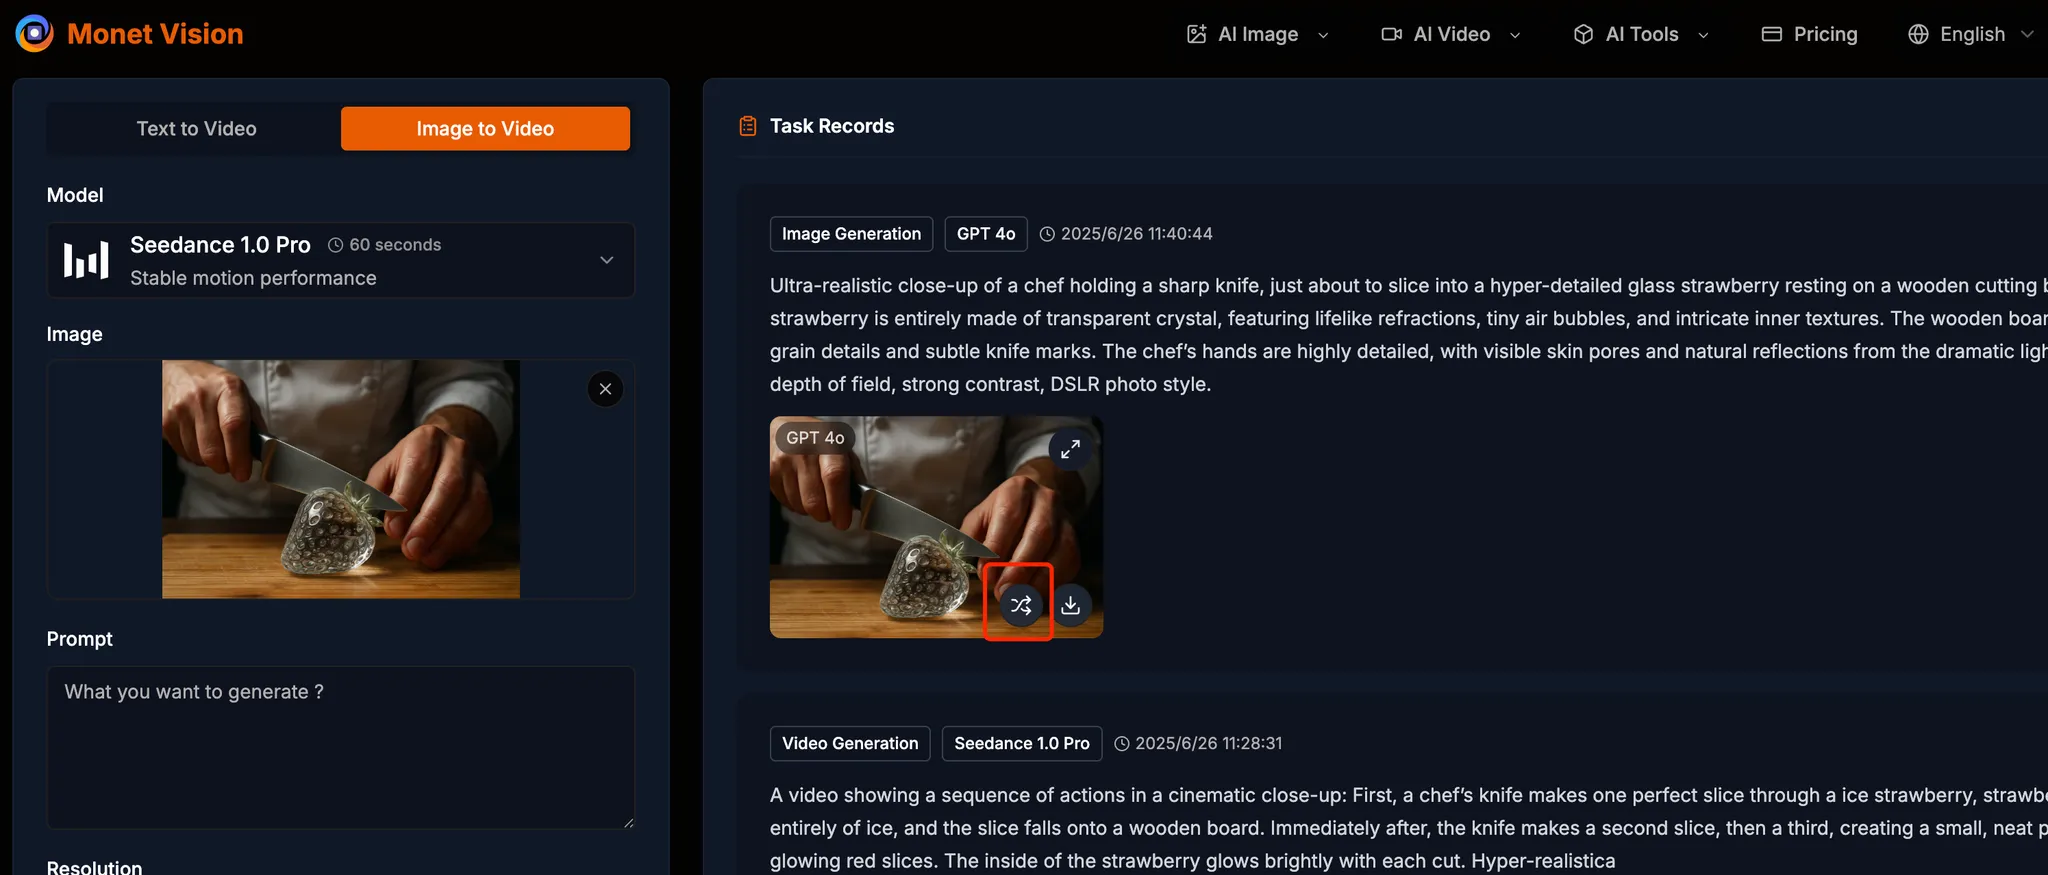 Monet Vision
AI Image
AI Video
AI Tools
Pricing
English
Text to Video
Image to Video
Model
Seedance 1.0 Pro
60 seconds
Stable motion performance
Image
Prompt
What you want to generate ?
Resolution
Task Records
Image Generation
GPT 4o
2025/6/26 11:40:44
Ultra-realistic close-up of a chef holding a sharp knife, just about to slice into a hyper-detailed glass strawberry resting on a wooden cutting
strawberry is entirely made of transparent crystal, featuring lifelike refractions, tiny air bubbles, and intricate inner textures. The wooden
grain details and subtle knife marks. The chef’s hands are highly detailed, with visible skin pores and natural reflections from the dramatic
depth of field, strong contrast, DSLR photo style.
GPT 4o
Video Generation
Seedance 1.0 Pro
2025/6/26 11:28:31
A video showing a sequence of actions in a cinematic close-up: First, a chef’s knife makes one perfect slice through a ice strawberry,
entirely of ice, and the slice falls onto a wooden board. Immediately after, the knife makes a second slice, then a third, creating a small, neat
glowing red slices. The inside of the strawberry glows brightly with each cut. Hyper-realistica